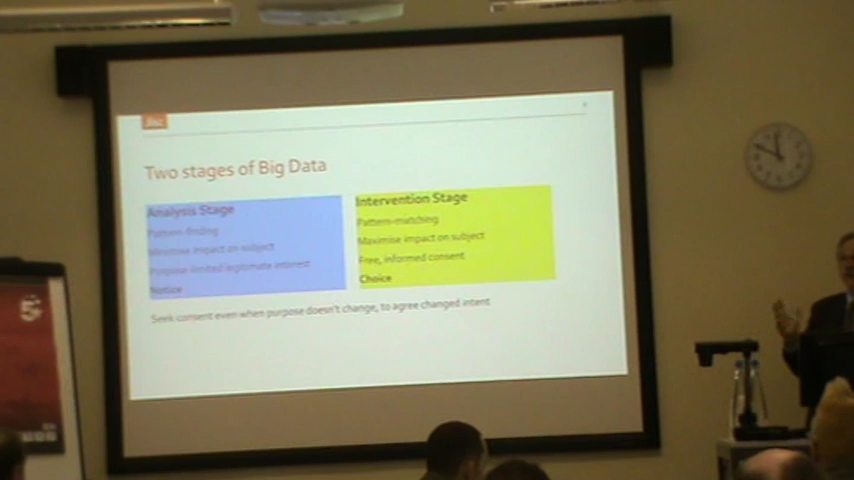 Jisc
Two stages of Big Data
Analysis Stage
Pattern-finding
Minimise impact on subject
Purpose-limited legitimate interest
Notice
Intervention Stage
Pattern-matching
Maximise impact on subject
Free, informed consent
Choice
Seek consent even when purpose doesn't change, to agree changed intent